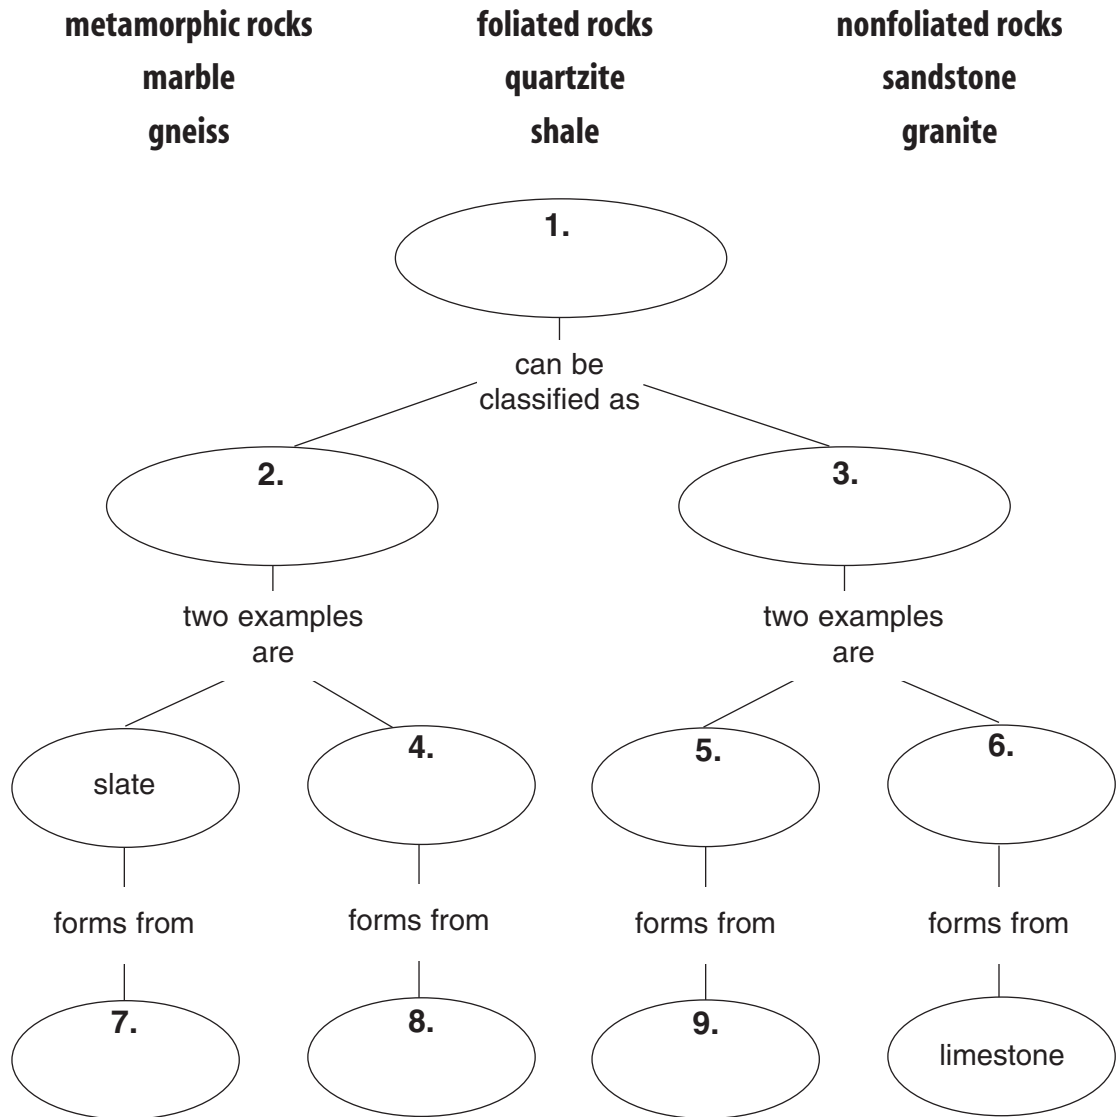 metamorphic rocks foliated rocks nonfoliated rocks
marble quartzite sandstone
gneiss shale granite
1.
can be
classified as
2. 3.
two examples two examples
are are
slate 4. 5. 6.
forms from forms from forms from forms from
7. 8. 9. limestone